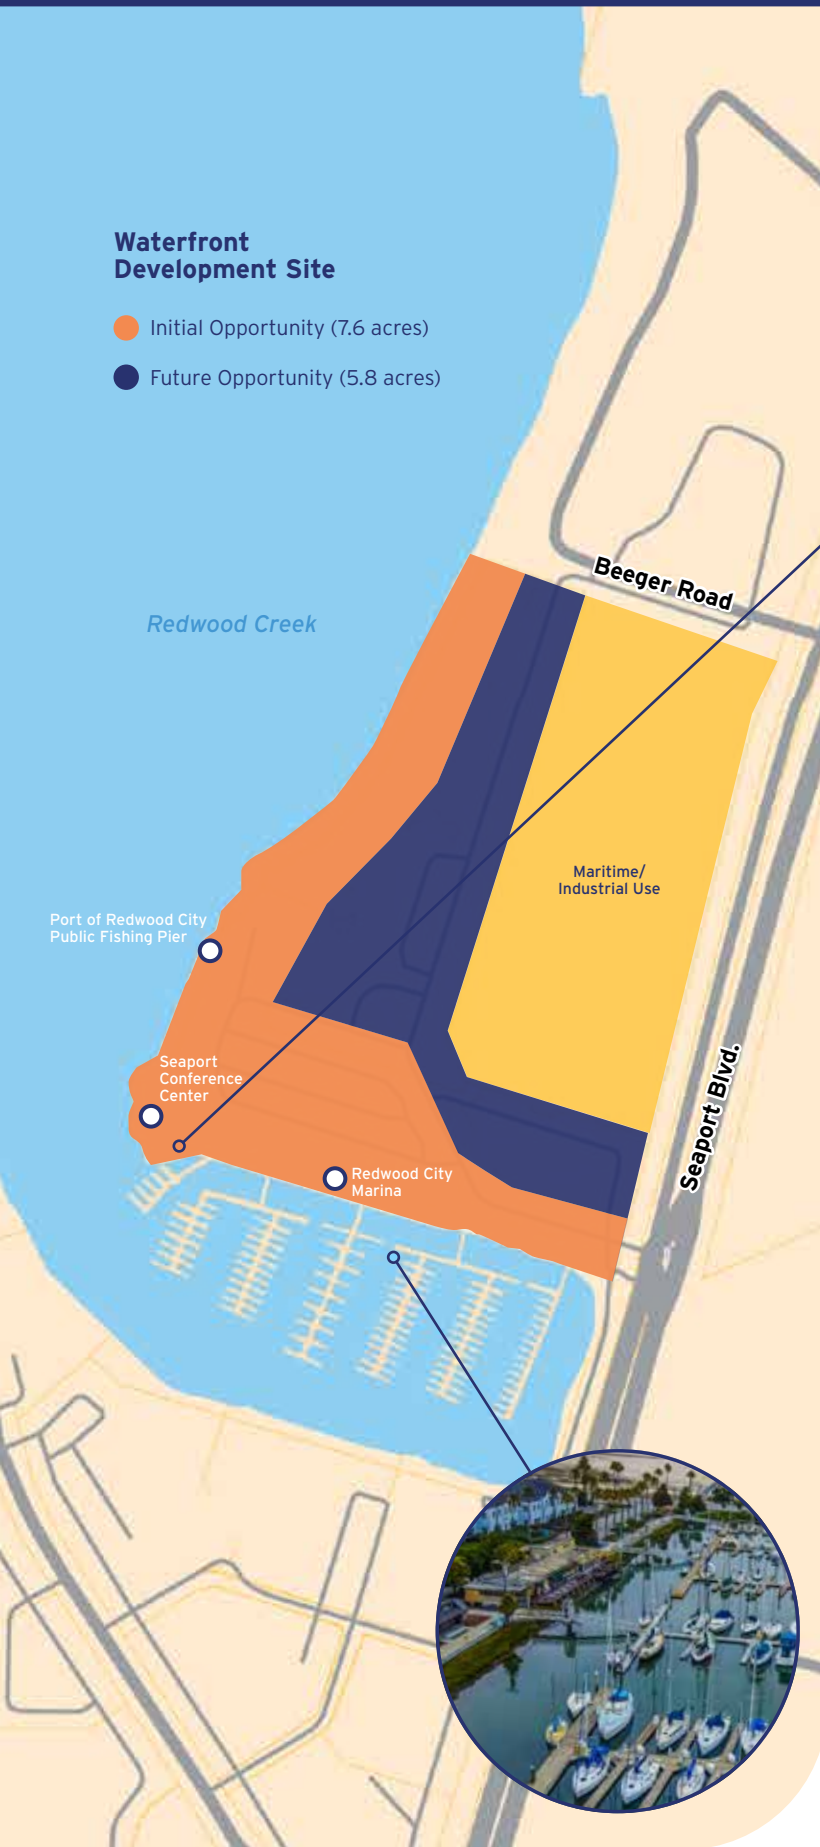 Waterfront
Development Site
Initial Opportunity (7.6 acres)
Future Opportunity (5.8 acres)
Beeger Road
Redwood Creek
Maritime/
Industrial Use
Port of Redwood City
Public Fishing Pier
Seaport
Conference
Center
Seaport Blvd.
Redwood City
Marina